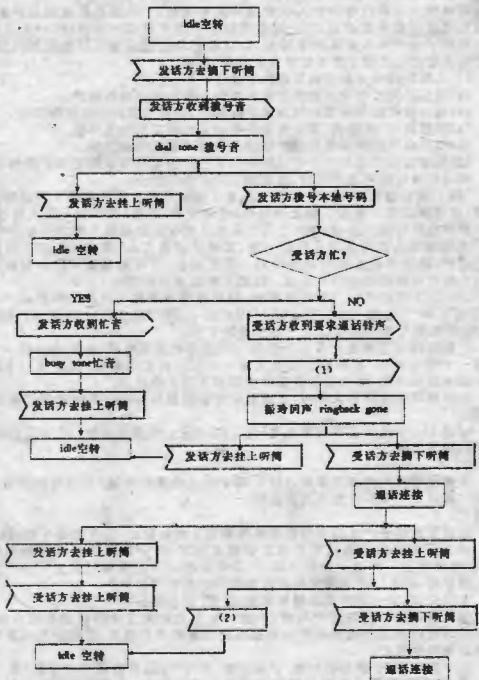 idle空转
发话方去摘下听筒
发话方收到拨号音
dial tone 拨号音
发话方去挂上听筒
发话方拨号本地号码
idle 空转
受话方忙?
YES
NO
发话方收到忙音
受话方收到要求通话铃声
busy tone忙音
(1)
发话方去挂上听筒
振玲回声 ringback gone
idle空转
发话方去挂上听筒
受话方去摘下听筒
通话连接
发话方去挂上听筒
受话方去挂上听筒
受话方去挂上听筒
(2)
受话方去摘下听筒
idle 空转
通话连接